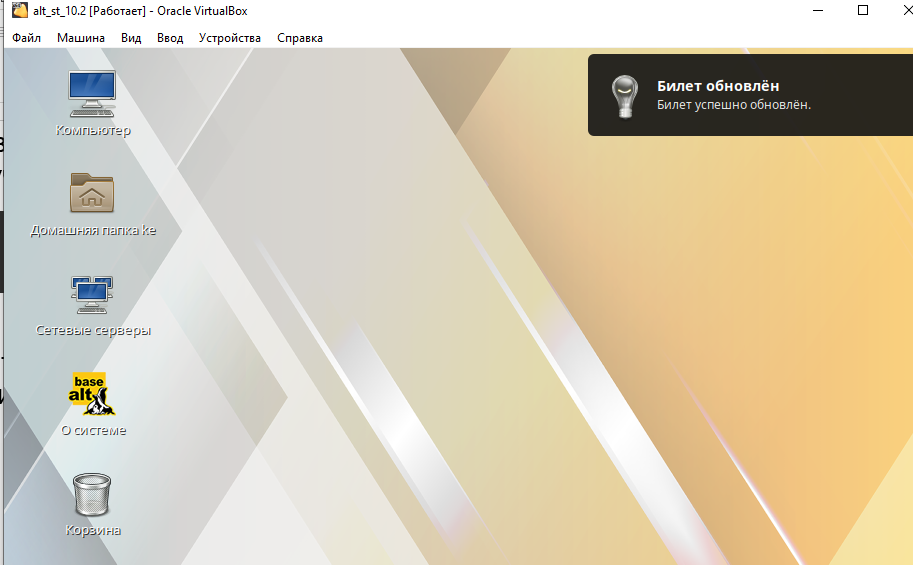 alt_st_10.2 [Работает] - Oracle VirtualBox
Файл Машина Вид Ввод Устройства Справка
Билет обновлён
Билет успешно обновлён.
Компьютер
Домашняя папка ke
Сетевые серверы
base
alt
О системе
Корзина